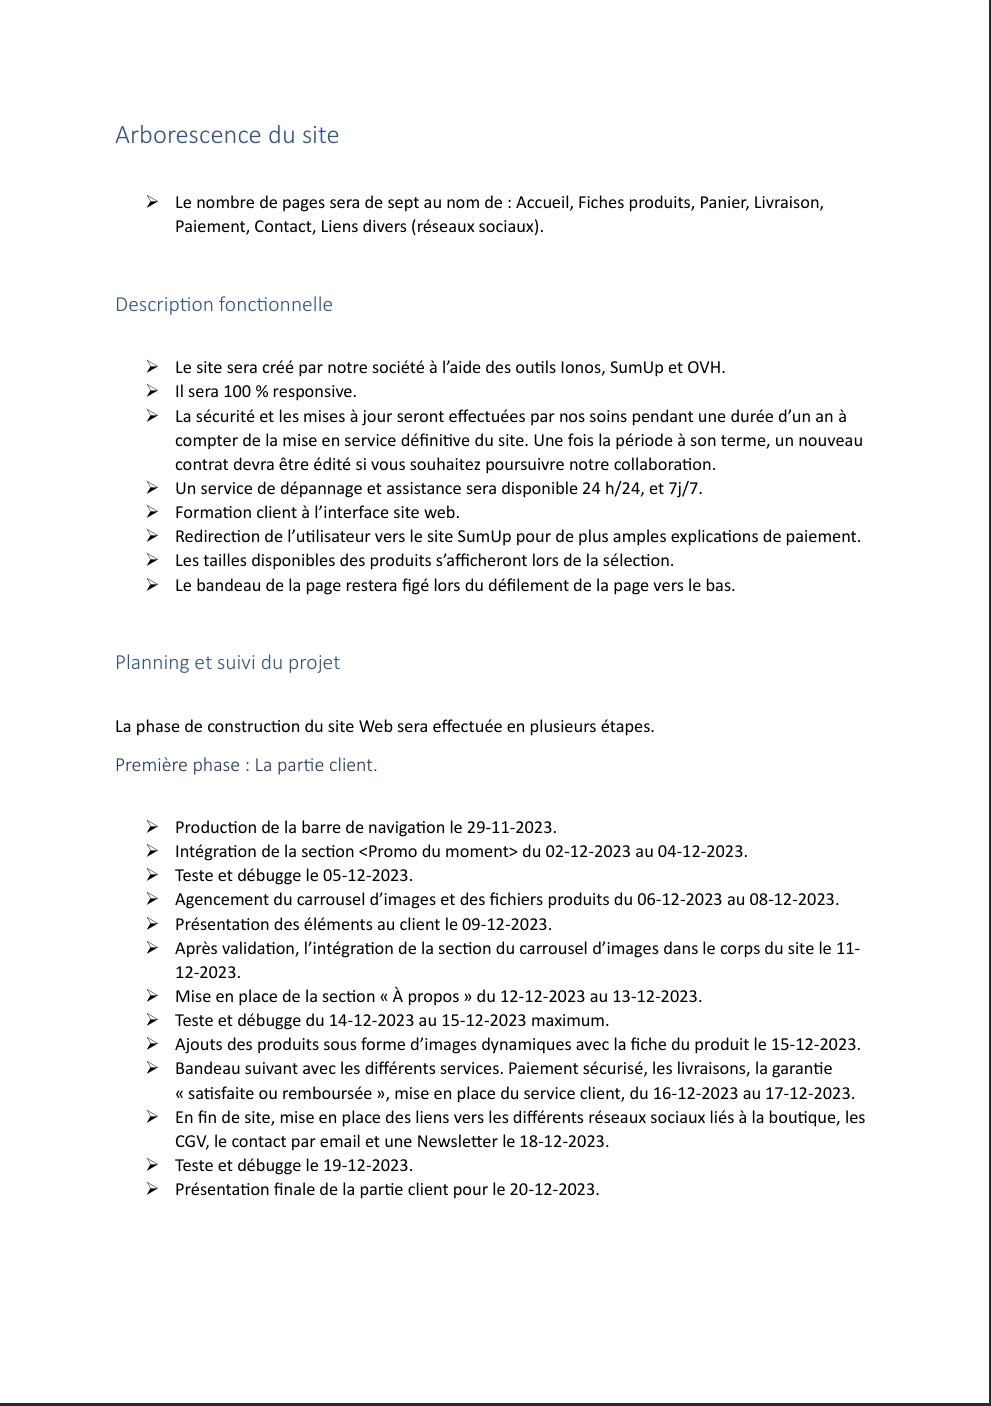 Arborescence du site
➢ Le nombre de pages sera de sept au nom de : Accueil, Fiches produits, Panier, Livraison,
Paiement, Contact, Liens divers (réseaux sociaux).
Description fonctionnelle
➢ Le site sera créé par notre société à l’aide des outils Ionos, SumUp et OVH.
➢ Il sera 100 % responsive.
➢ La sécurité et les mises à jour seront effectuées par nos soins pendant une durée d’un an à
compter de la mise en service définitive du site. Une fois la période à son terme, un nouveau
contrat devra être édité si vous souhaitez poursuivre notre collaboration.
➢ Un service de dépannage et assistance sera disponible 24 h/24, et 7j/7.
➢ Formation client à l’interface site web.
➢ Redirection de l’utilisateur vers le site SumUp pour de plus amples explications de paiement.
➢ Les tailles disponibles des produits s’afficheront lors de la sélection.
➢ Le bandeau de la page restera figé lors du défilement de la page vers le bas.
Planning et suivi du projet
La phase de construction du site Web sera effectuée en plusieurs étapes.
Première phase : La partie client.
➢ Production de la barre de navigation le 29-11-2023.
➢ Intégration de la section <Promo du moment> du 02-12-2023 au 04-12-2023.
➢ Teste et débugge le 05-12-2023.
➢ Agencement du carrousel d’images et des fichiers produits du 06-12-2023 au 08-12-2023.
➢ Présentation des éléments au client le 09-12-2023.
➢ Après validation, l’intégration de la section du carrousel d’images dans le corps du site le 11-
12-2023.
➢ Mise en place de la section « À propos » du 12-12-2023 au 13-12-2023.
➢ Teste et débugge du 14-12-2023 au 15-12-2023 maximum.
➢ Ajouts des produits sous forme d’images dynamiques avec la fiche du produit le 15-12-2023.
➢ Bandeau suivant avec les différents services. Paiement sécurisé, les livraisons, la garantie
« satisfaite ou remboursée », mise en place du service client, du 16-12-2023 au 17-12-2023.
➢ En fin de site, mise en place des liens vers les différents réseaux sociaux liés à la boutique, les
CGV, le contact par email et une Newsletter le 18-12-2023.
➢ Teste et débugge le 19-12-2023.
➢ Présentation finale de la partie client pour le 20-12-2023.